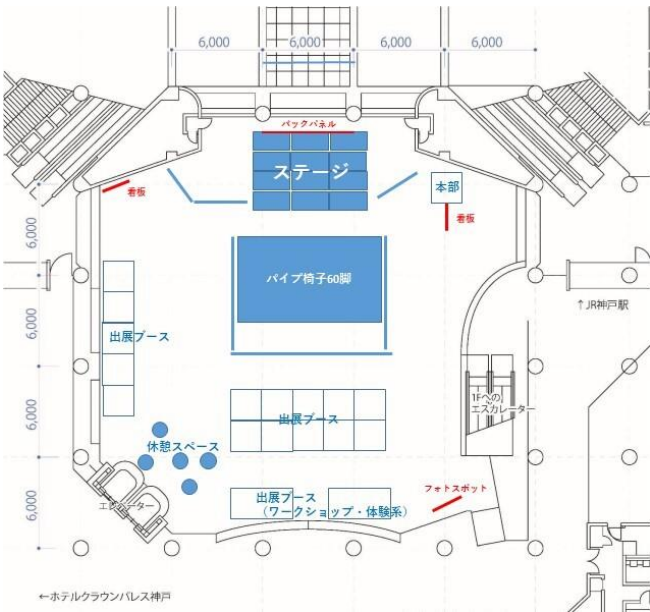 6,000
6,000
6,000
6,000
バックパネル
ステージ
本部
看板
看板
6,000
6,000
6,000
6,000
パイプ椅子60脚
↑JR神戸駅
出展ブース
1Fへの
エスカレーター
出展ブース
休憩スペース
エレベーター
フォトスポット
出展ブース
(ワークショップ・体験系)
←ホテルクラウンパレス神戸